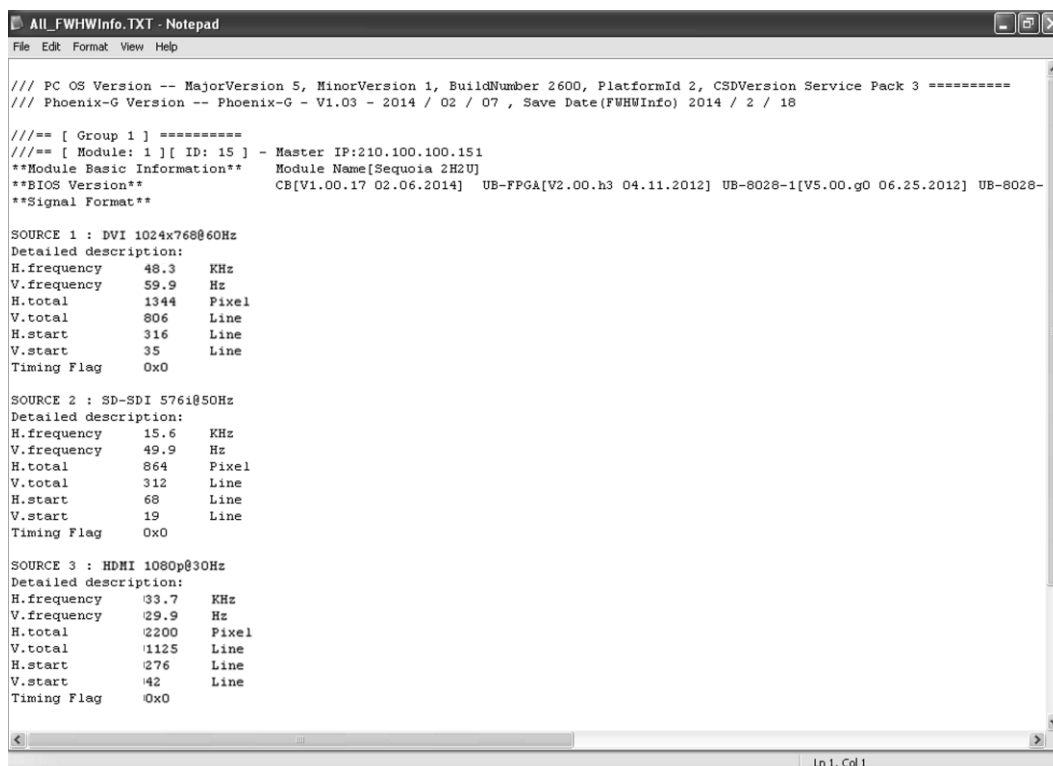 All_FWHWInfo.TXT - Notepad
File Edit Format View Help
/// PC OS Version -- MajorVersion 5, MinorVersion 1, BuildNumber 2600, PlatformId 2, CSDVersion Service Pack 3 ==========
/// Phoenix-G Version -- Phoenix-G - V1.03 - 2014 / 02 / 07 , Save Date(FWHWInfo) 2014 / 2 / 18
///== [ Group 1 ] ==========
///== [ Module: 1 ][ ID: 15 ] - Master IP:210.100.100.151
**Module Basic Information** Module Name[Sequoia 2H2U]
**BIOS Version** CB[V1.00.17 02.06.2014] UB-FPGA[V2.00.h3 04.11.2012] UB-8028-1[V5.00.g0 06.25.2012] UB-8028-
**Signal Format**
SOURCE 1 : DVI 1024x768@60Hz
Detailed description:
H.frequency 48.3 KHz
V.frequency 59.9 Hz
H.total 1344 Pixel
V.total 806 Line
H.start 316 Line
V.start 35 Line
Timing Flag 0x0
SOURCE 2 : SD-SDI 576i@50Hz
Detailed description:
H.frequency 15.6 KHz
V.frequency 49.9 Hz
H.total 864 Pixel
V.total 312 Line
H.start 68 Line
V.start 19 Line
Timing Flag 0x0
SOURCE 3 : HDMI 1080p@30Hz
Detailed description:
H.frequency 33.7 KHz
V.frequency 29.9 Hz
H.total 2200 Pixel
V.total 1125 Line
H.start 276 Line
V.start 42 Line
Timing Flag 0x0
Ln 1, Col 1